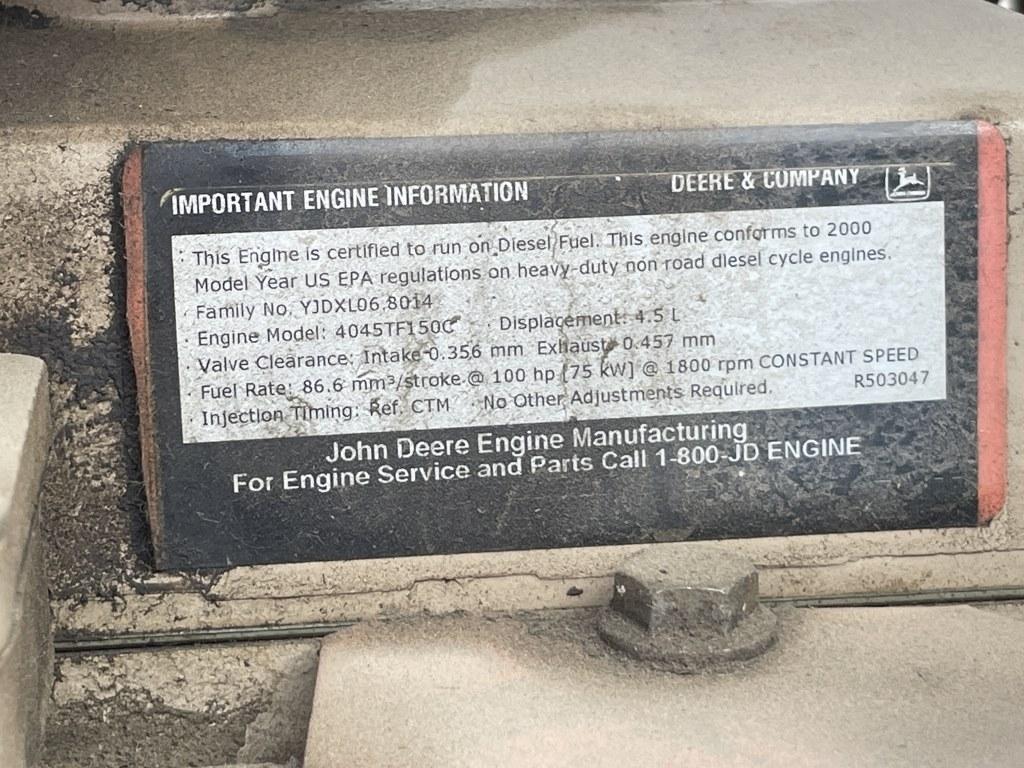 IMPORTANT ENGINE INFORMATION
DEERE & COMPANY
· This Engine is certified to run on Diesel Fuel. This engine conforms to 2000
Model Year US EPA regulations on heavy-duty non road diesel cycle engines.
· Family No. YJDXL06.8014
· Engine Model: 4045TF150C · Displacement: 4.5 L
· Valve Clearance: Intake 0.356 mm Exhaust 0.457 mm
· Fuel Rate: 86.6 mm³/stroke @ 100 hp [75 kW] @ 1800 rpm CONSTANT SPEED
· Injection Timing: Ref. CTM · No Other Adjustments Required. R503047
John Deere Engine Manufacturing
For Engine Service and Parts Call 1-800-JD ENGINE